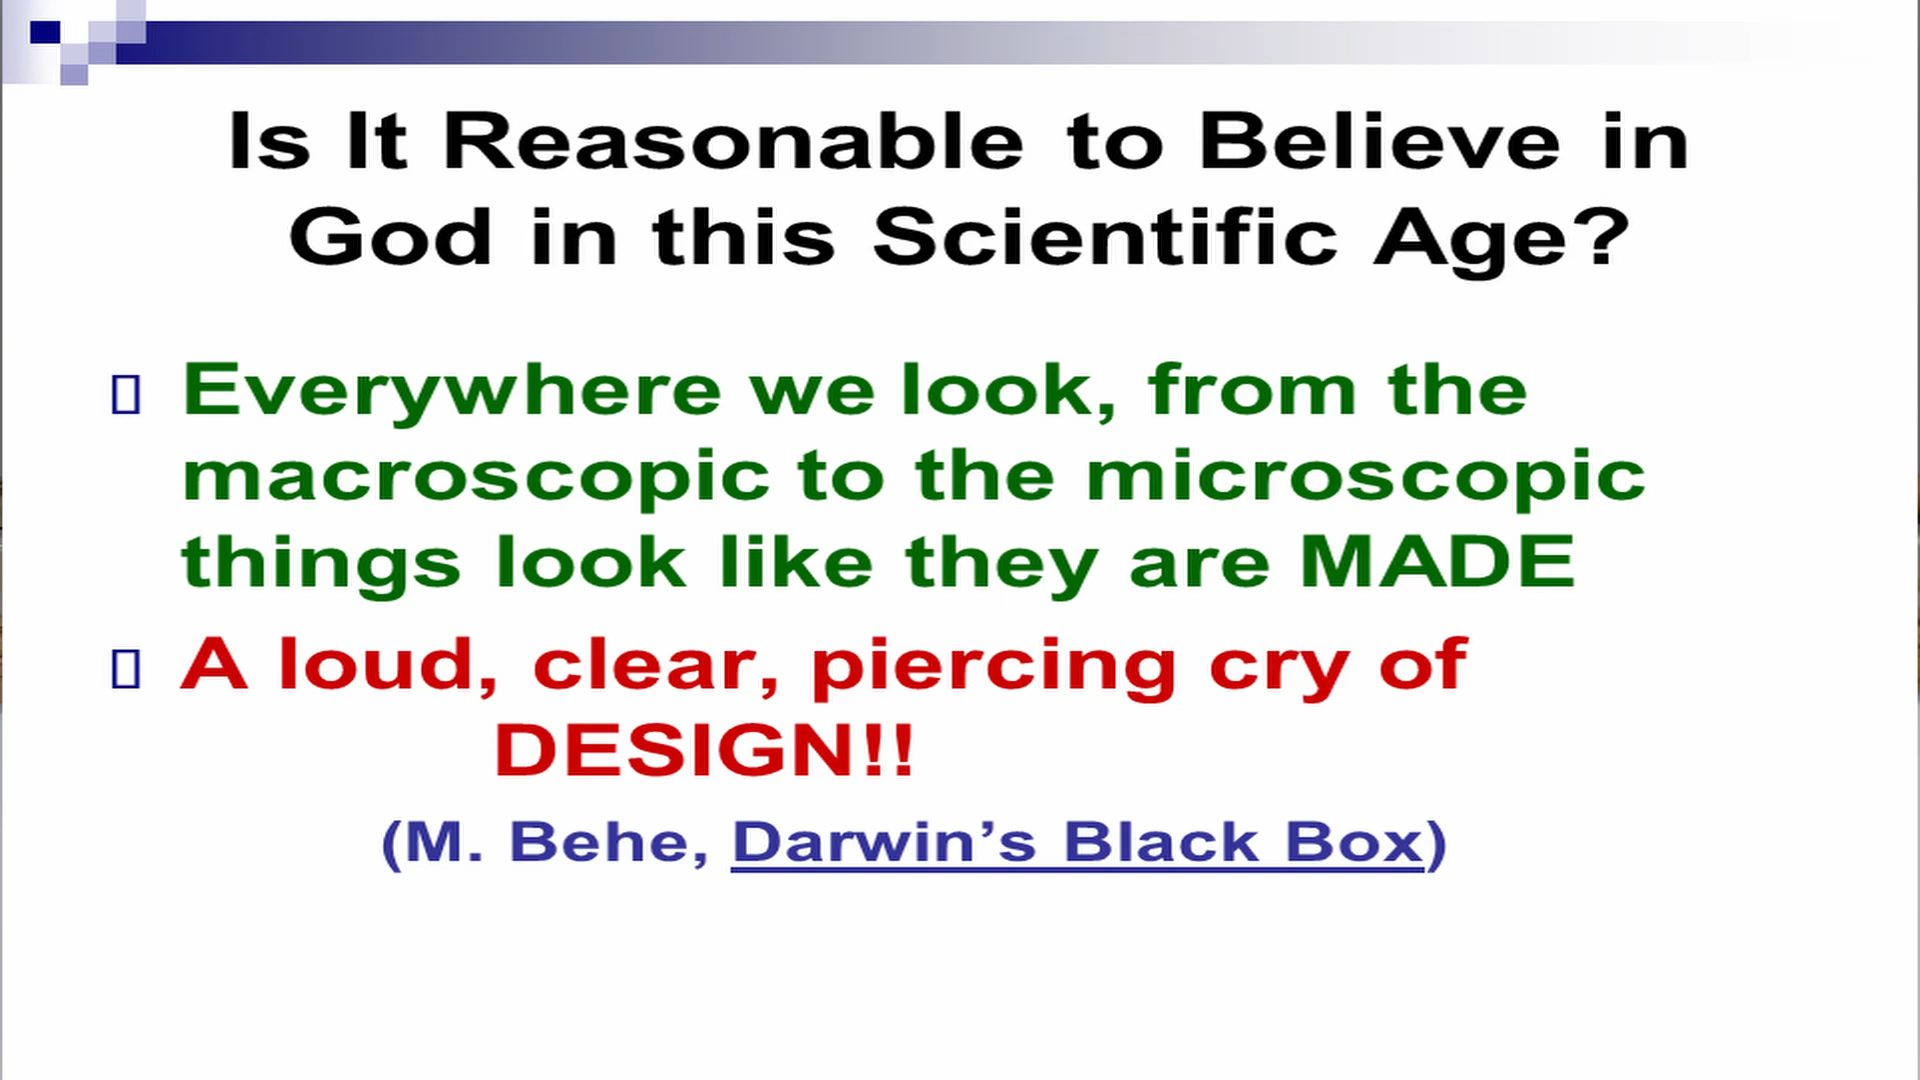 Is It Reasonable to Believe in
God in this Scientific Age?
Everywhere we look, from the
macroscopic to the microscopic
things look like they are MADE
A loud, clear, piercing cry of
DESIGN!!
(M. Behe, Darwin’s Black Box)